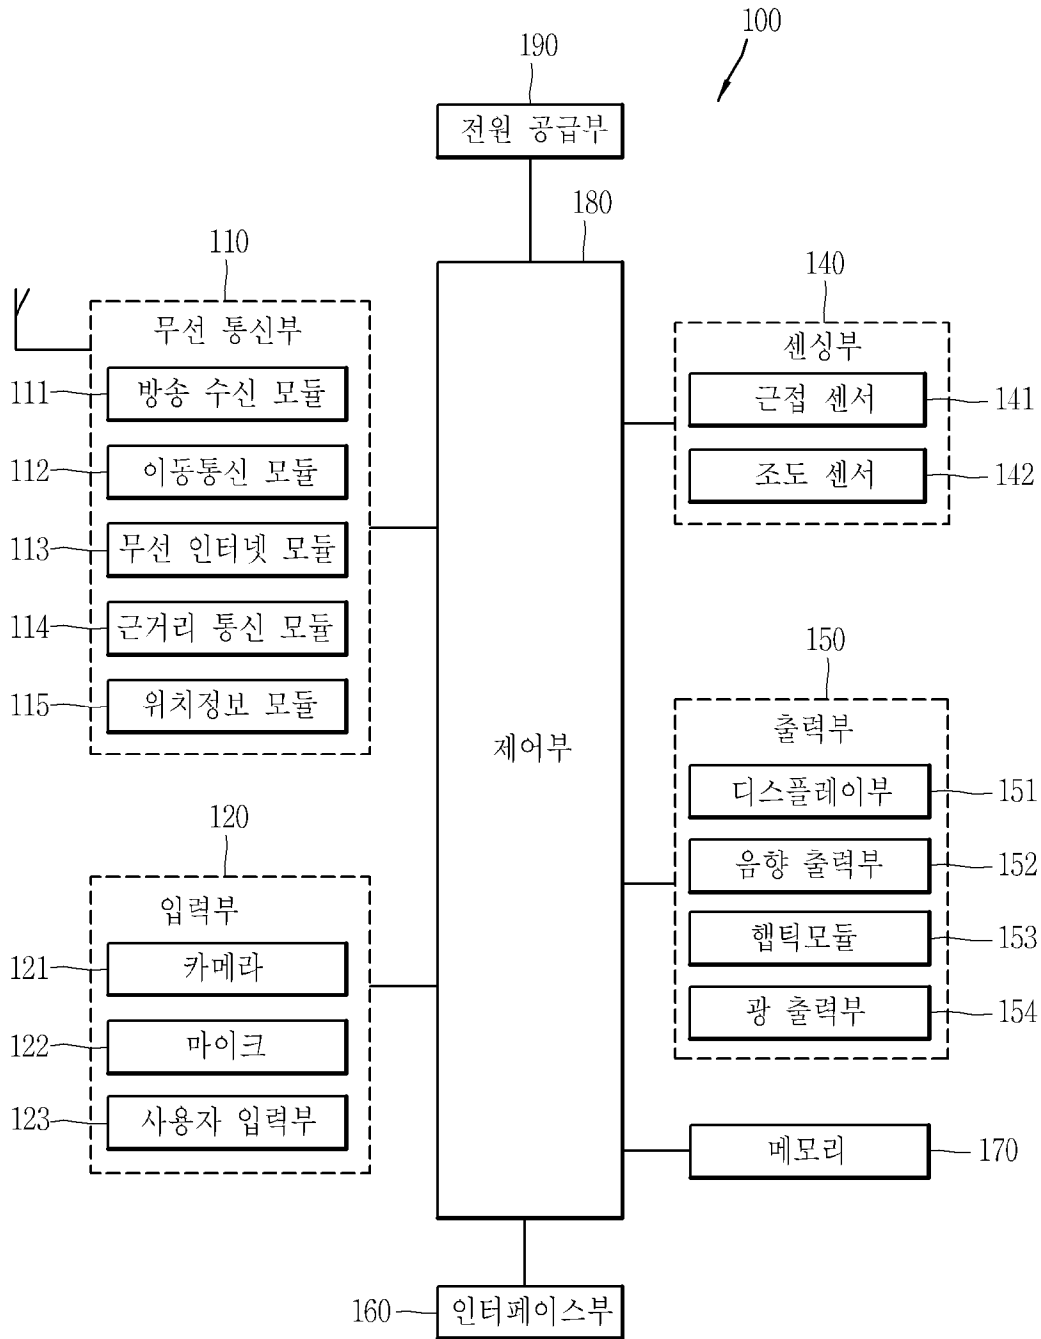 100
190
전원 공급부
180
110
무선 통신부
111 방송 수신 모듈
112 이동통신 모듈
113 무선 인터넷 모듈
114 근거리 통신 모듈
115 위치정보 모듈
120
입력부
121 카메라
122 마이크
123 사용자 입력부
제어부
140
센싱부
근접 센서 141
조도 센서 142
150
출력부
디스플레이부 151
음향 출력부 152
햅틱모듈 153
광 출력부 154
메모리 170
160 인터페이스부